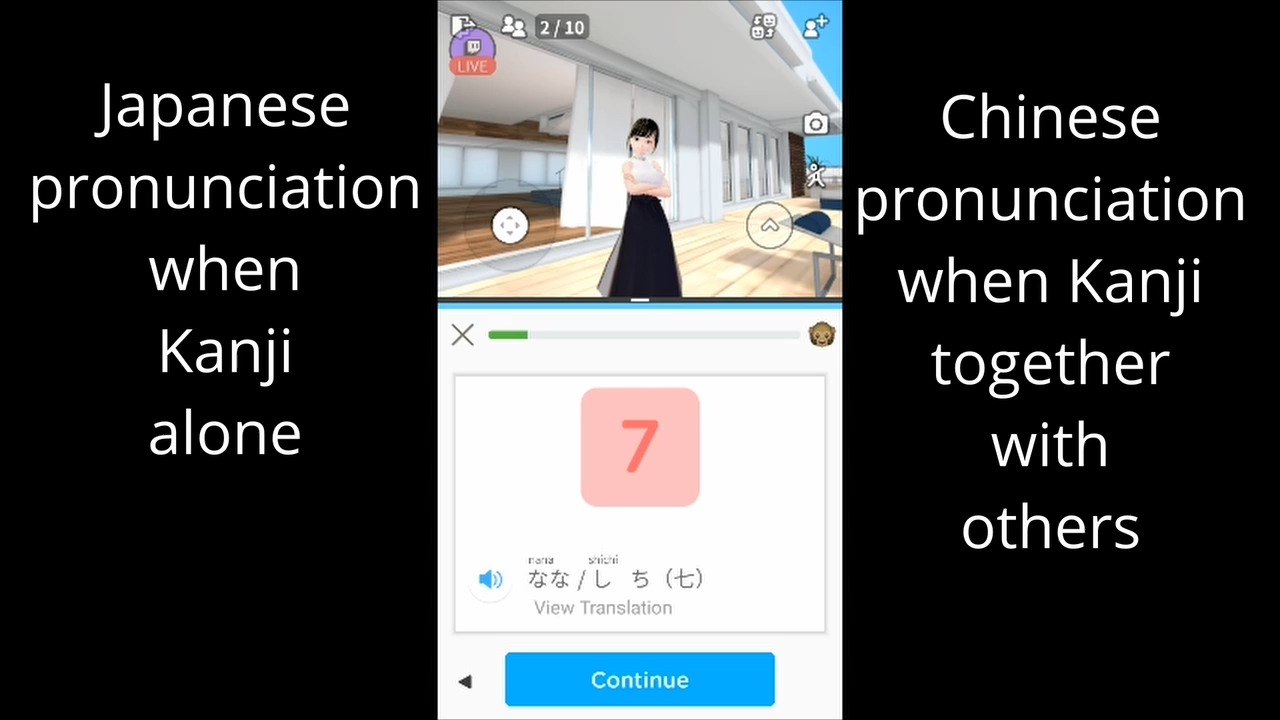 Japanese
pronunciation
when
Kanji
alone
2 / 10
LIVE
7
nana shichi
なな / し ち（七）
View Translation
Continue
Chinese
pronunciation
when Kanji
together
with
others